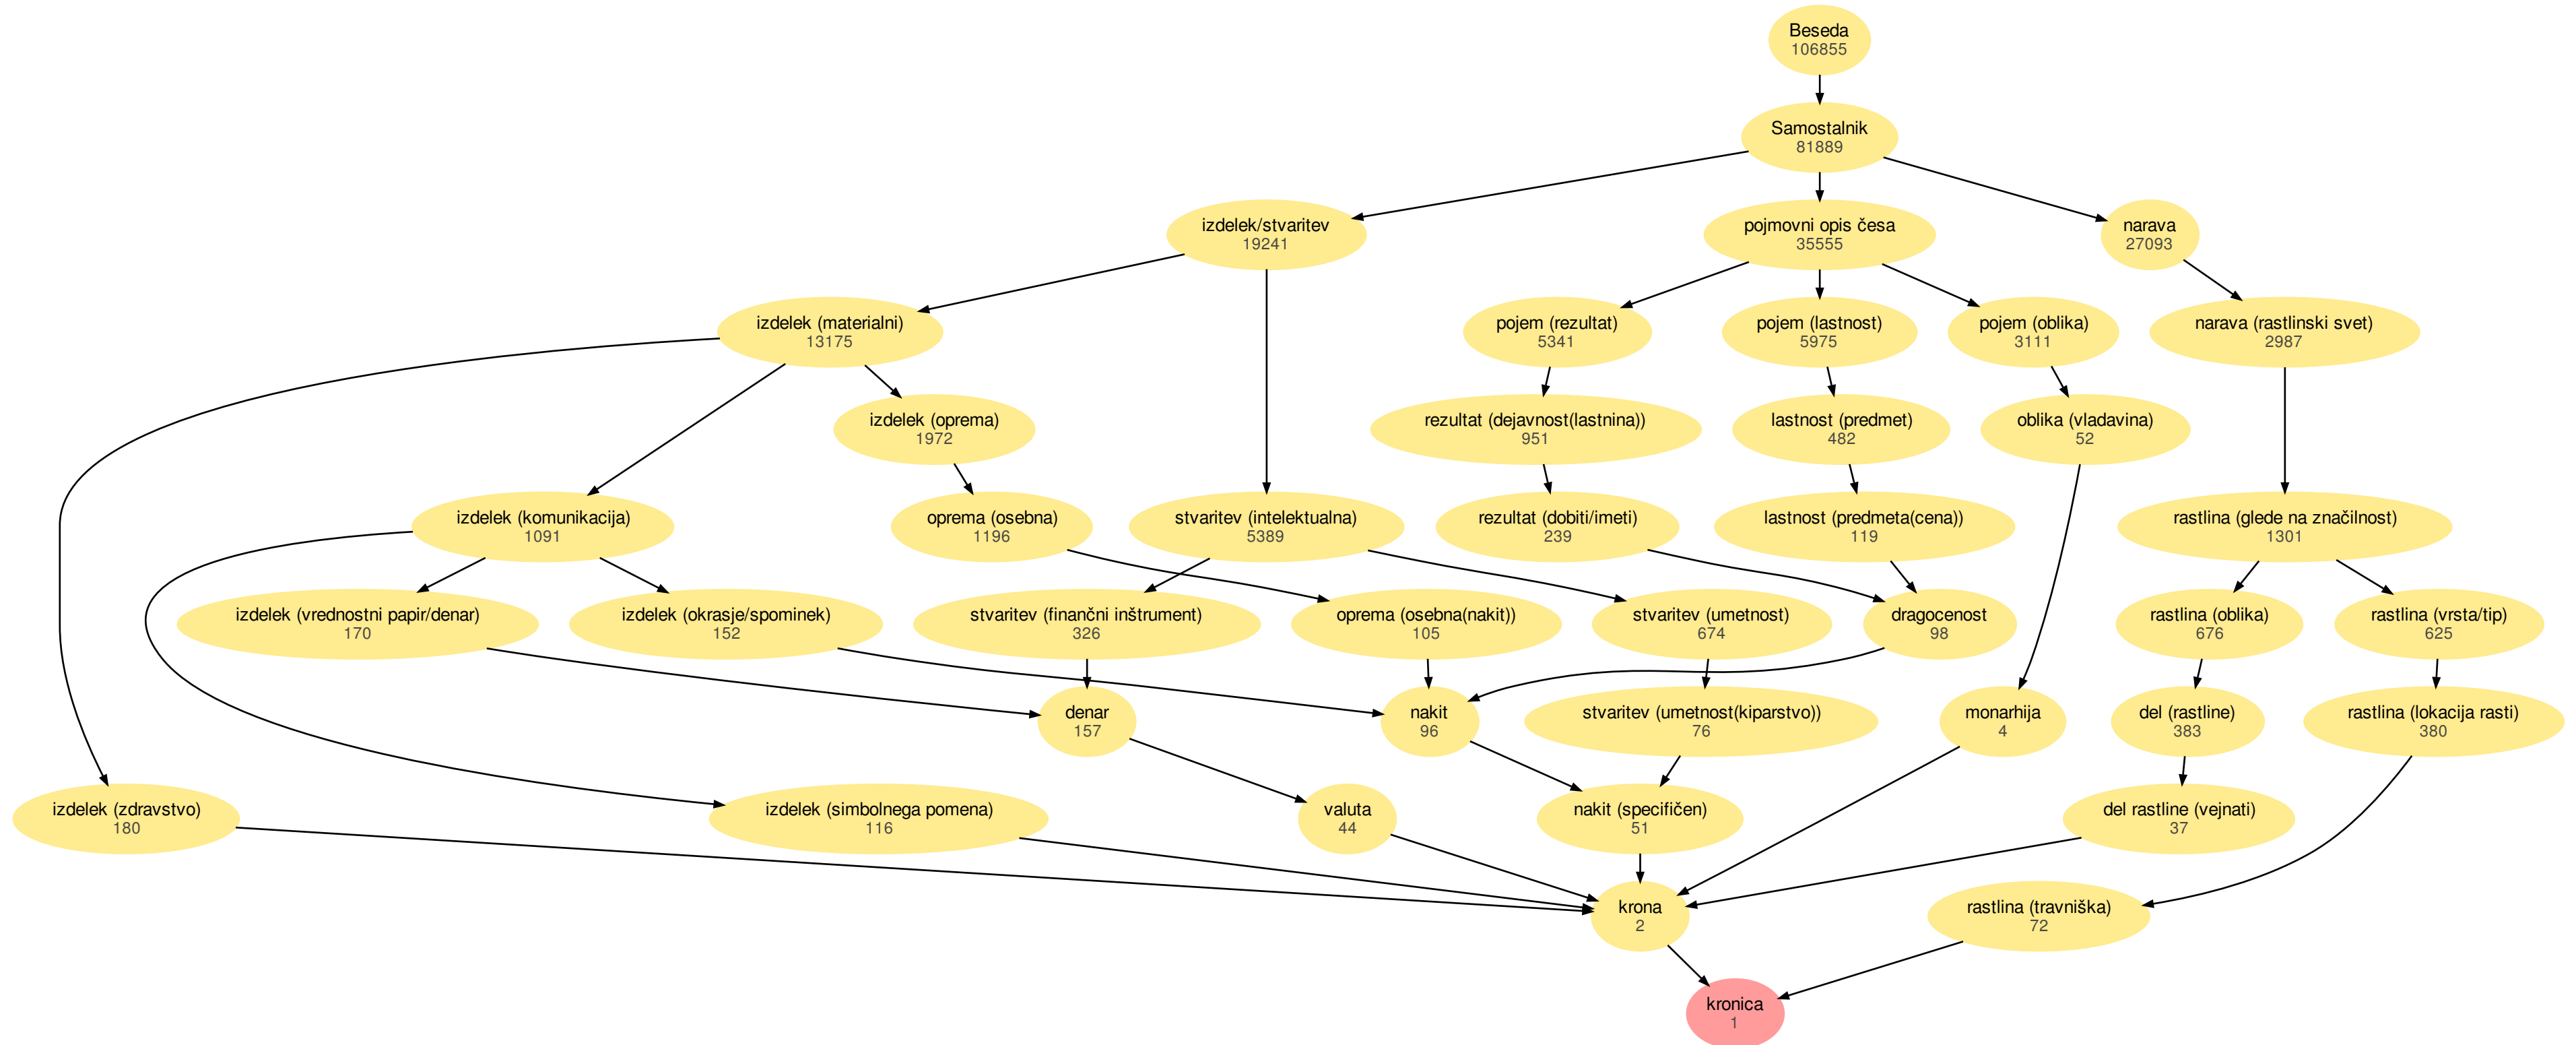 Beseda
106855
Samostalnik
81889
izdelek/stvaritev
19241
pojmovni opis česa
35555
narava
27093
izdelek (materialni)
13175
pojem (rezultat)
5341
pojem (lastnost)
5975
pojem (oblika)
3111
narava (rastlinski svet)
2987
izdelek (oprema)
1972
rezultat (dejavnost(lastnina))
951
lastnost (predmet)
482
oblika (vladavina)
52
izdelek (komunikacija)
1091
oprema (osebna)
1196
stvaritev (intelektualna)
5389
rezultat (dobiti/imeti)
239
lastnost (predmeta(cena))
119
rastlina (glede na značilnost)
1301
izdelek (vrednostni papir/denar)
170
izdelek (okrasje/spominek)
152
stvaritev (finančni inštrument)
326
oprema (osebna(nakit))
105
stvaritev (umetnost)
674
dragocenost
98
rastlina (oblika)
676
rastlina (vrsta/tip)
625
denar
157
nakit
96
stvaritev (umetnost(kiparstvo))
76
monarhija
4
del (rastline)
383
rastlina (lokacija rasti)
380
izdelek (zdravstvo)
180
izdelek (simbolnega pomena)
116
valuta
44
nakit (specifičen)
51
del rastline (vejnati)
37
krona
2
rastlina (travniška)
72
kronica
1